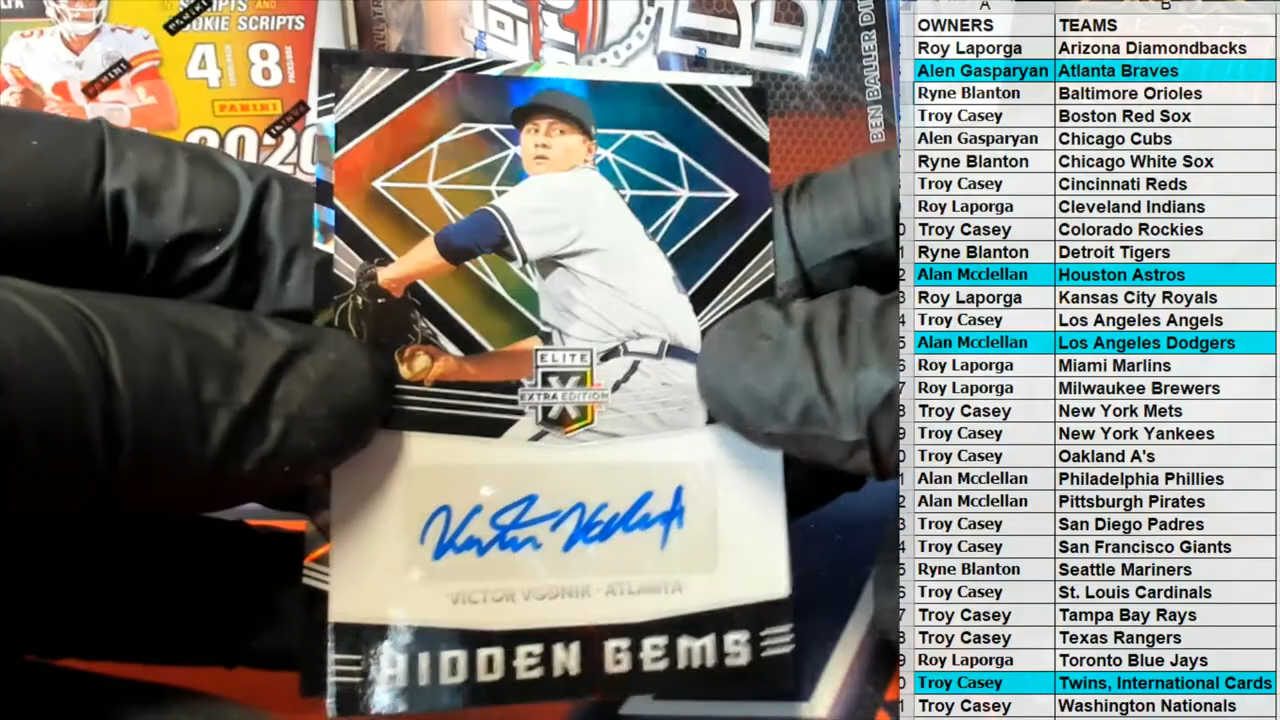 IPTS AND
ROOKIE SCRIPTS
4
8
PANINI
2020
PANINI
PANINI
BEN BALLER
ELITE
EXTRA EDITION
X
VICTOR VODNIK · ATLANTA
HIDDEN GEMS
A B
OWNERS TEAMS
Roy Laporga Arizona Diamondbacks
Alen Gasparyan Atlanta Braves
Ryne Blanton Baltimore Orioles
Troy Casey Boston Red Sox
Alen Gasparyan Chicago Cubs
Ryne Blanton Chicago White Sox
Troy Casey Cincinnati Reds
Roy Laporga Cleveland Indians
Troy Casey Colorado Rockies
Ryne Blanton Detroit Tigers
Alan Mcclellan Houston Astros
Roy Laporga Kansas City Royals
Troy Casey Los Angeles Angels
Alan Mcclellan Los Angeles Dodgers
Roy Laporga Miami Marlins
Roy Laporga Milwaukee Brewers
Troy Casey New York Mets
Troy Casey New York Yankees
Troy Casey Oakland A's
Alan Mcclellan Philadelphia Phillies
Alan Mcclellan Pittsburgh Pirates
Troy Casey San Diego Padres
Troy Casey San Francisco Giants
Ryne Blanton Seattle Mariners
Troy Casey St. Louis Cardinals
Troy Casey Tampa Bay Rays
Troy Casey Texas Rangers
Roy Laporga Toronto Blue Jays
Troy Casey Twins, International Cards
Troy Casey Washington Nationals